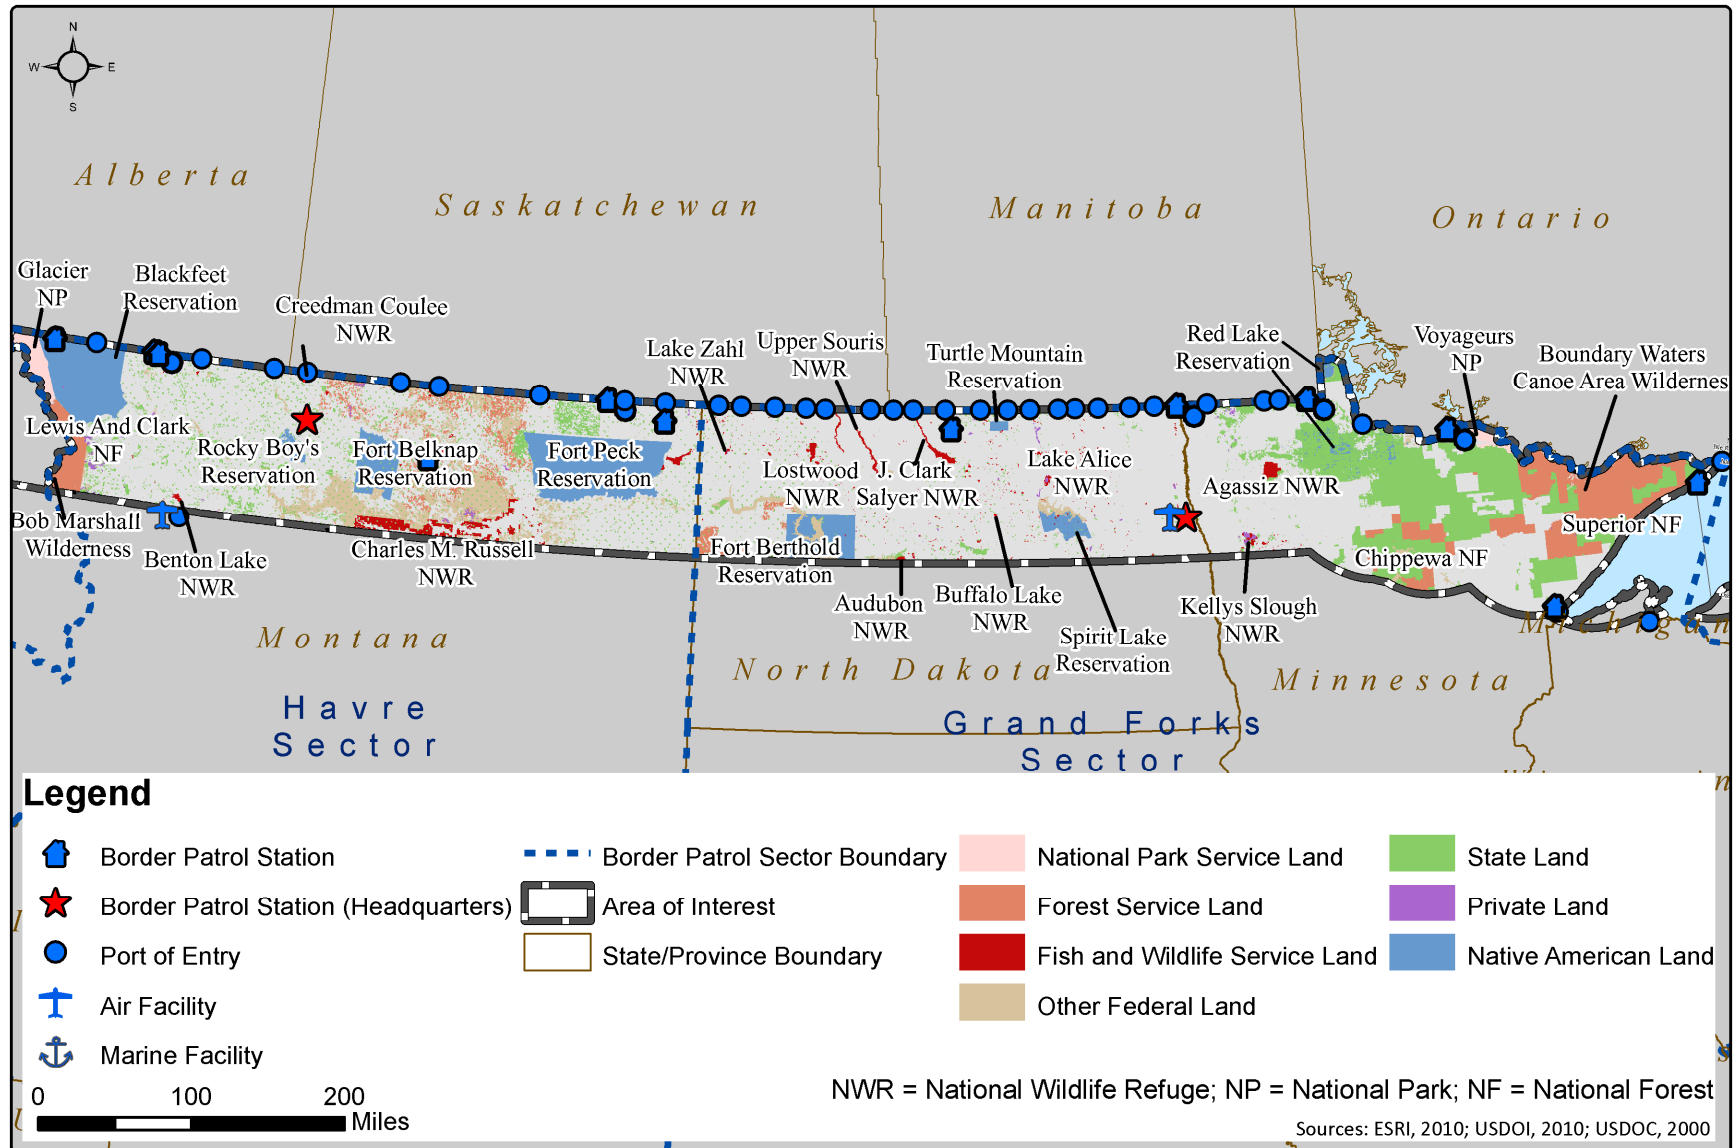 N
W E
S
Alberta
Saskatchewan
Manitoba
Ontario
Glacier
NP
Blackfeet
Reservation
Creedman Coulee
NWR
Lake Zahl
NWR
Upper Souris
NWR
Turtle Mountain
Reservation
Red Lake
Reservation
Voyageurs
NP
Boundary Waters
Canoe Area Wildernes
Lewis And Clark
NF
Rocky Boy's
Reservation
Fort Belknap
Reservation
Fort Peck
Reservation
Lostwood
NWR
J. Clark
Salyer NWR
Lake Alice
NWR
Agassiz NWR
Superior NF
Chippewa NF
Bob Marshall
Wilderness
Benton Lake
NWR
Charles M. Russell
NWR
Fort Berthold
Reservation
Audubon
NWR
Buffalo Lake
NWR
Spirit Lake
Reservation
Kellys Slough
NWR
Michigan
Montana
North Dakota
Minnesota
Havre
Sector
Grand Forks
Sector
Legend
Border Patrol Station
Border Patrol Station (Headquarters)
Port of Entry
Air Facility
Marine Facility
Border Patrol Sector Boundary
Area of Interest
State/Province Boundary
National Park Service Land
Forest Service Land
Fish and Wildlife Service Land
Other Federal Land
State Land
Private Land
Native American Land
0 100 200
Miles
NWR = National Wildlife Refuge; NP = National Park; NF = National Forest
Sources: ESRI, 2010; USDOI, 2010; USDOC, 2000